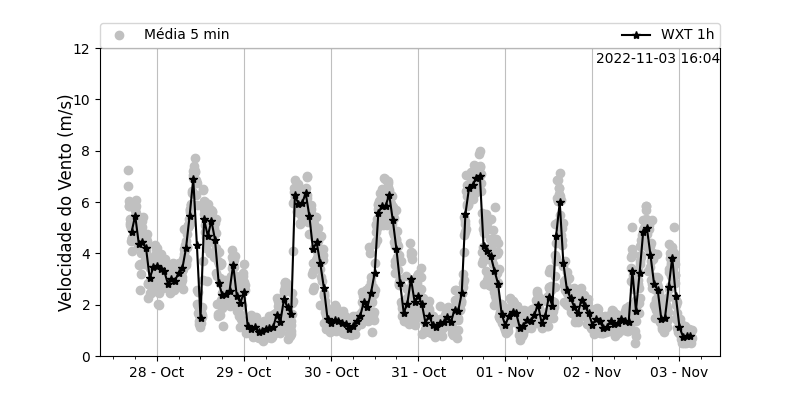 Média 5 min
WXT 1h
2022-11-03 16:04
Velocidade do Vento (m/s)
12
10
8
6
4
2
0
28 - Oct
29 - Oct
30 - Oct
31 - Oct
01 - Nov
02 - Nov
03 - Nov